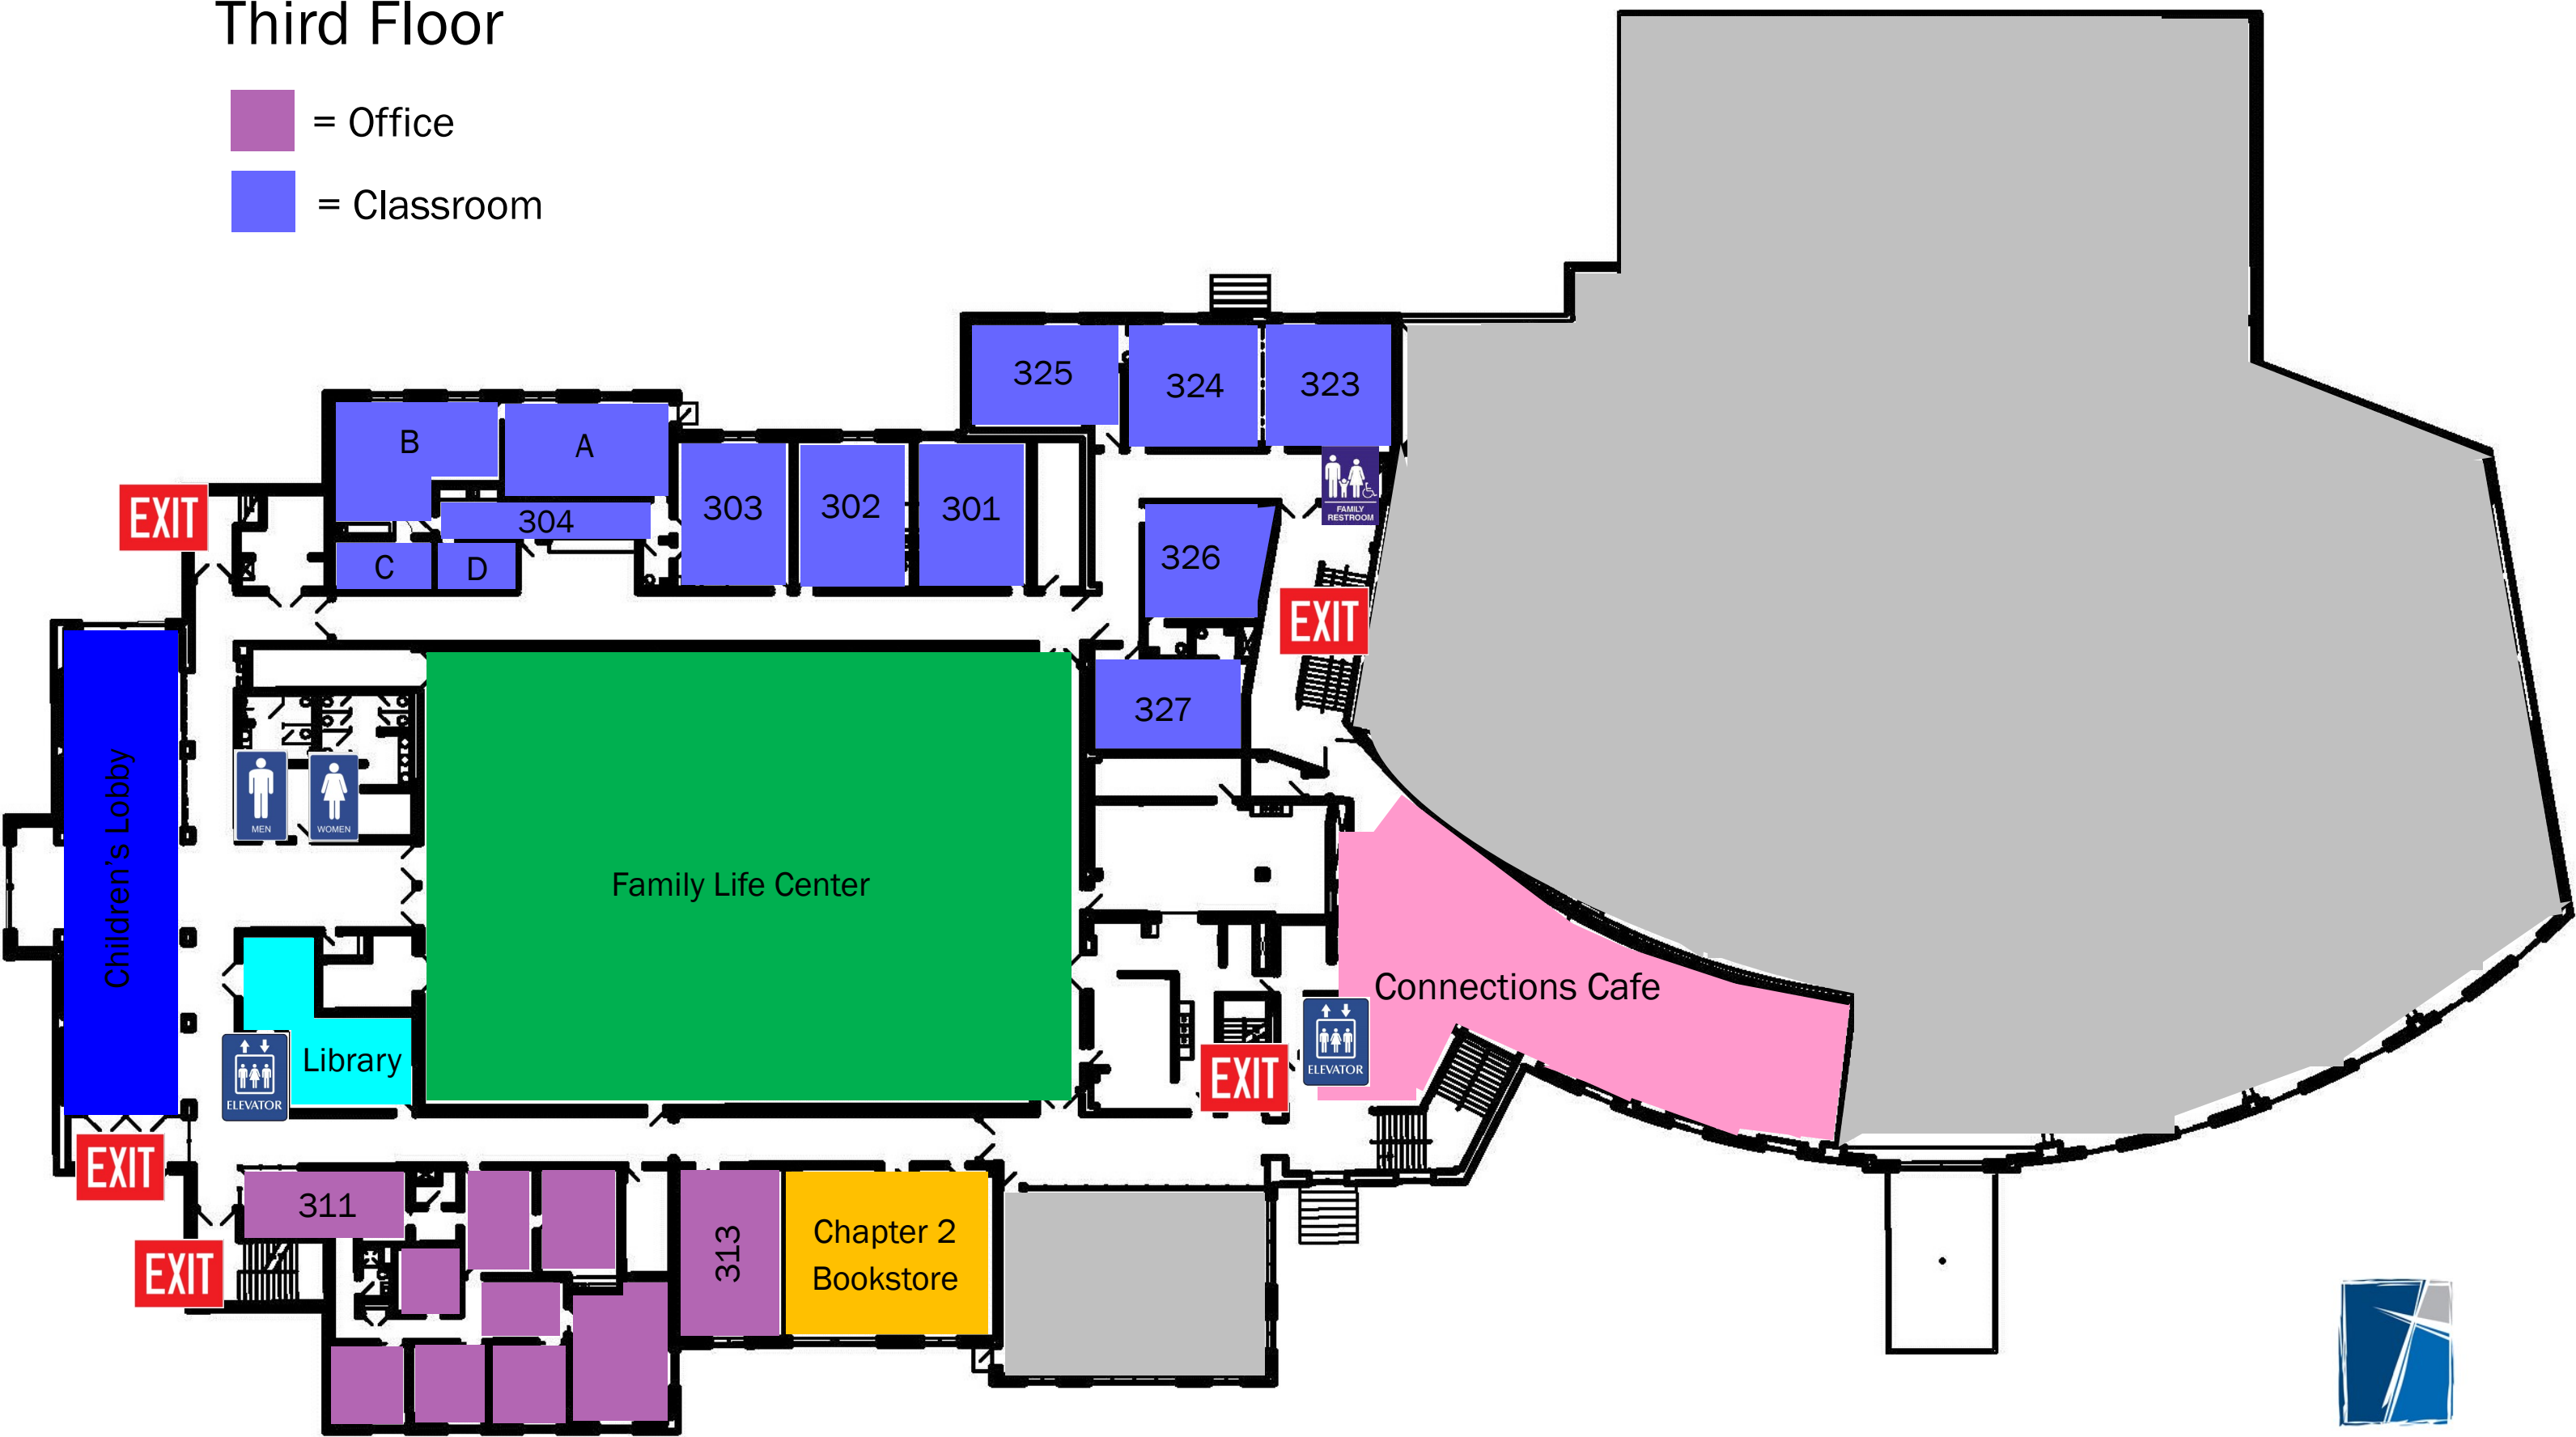 Third Floor
= Office
= Classroom
325
324
323
B
A
303
302
301
304
C
D
EXIT
FAMILY
RESTROOM
326
EXIT
327
Children's Lobby
MEN
WOMEN
Family Life Center
Connections Cafe
Library
ELEVATOR
EXIT
ELEVATOR
EXIT
311
313
Chapter 2
Bookstore
EXIT